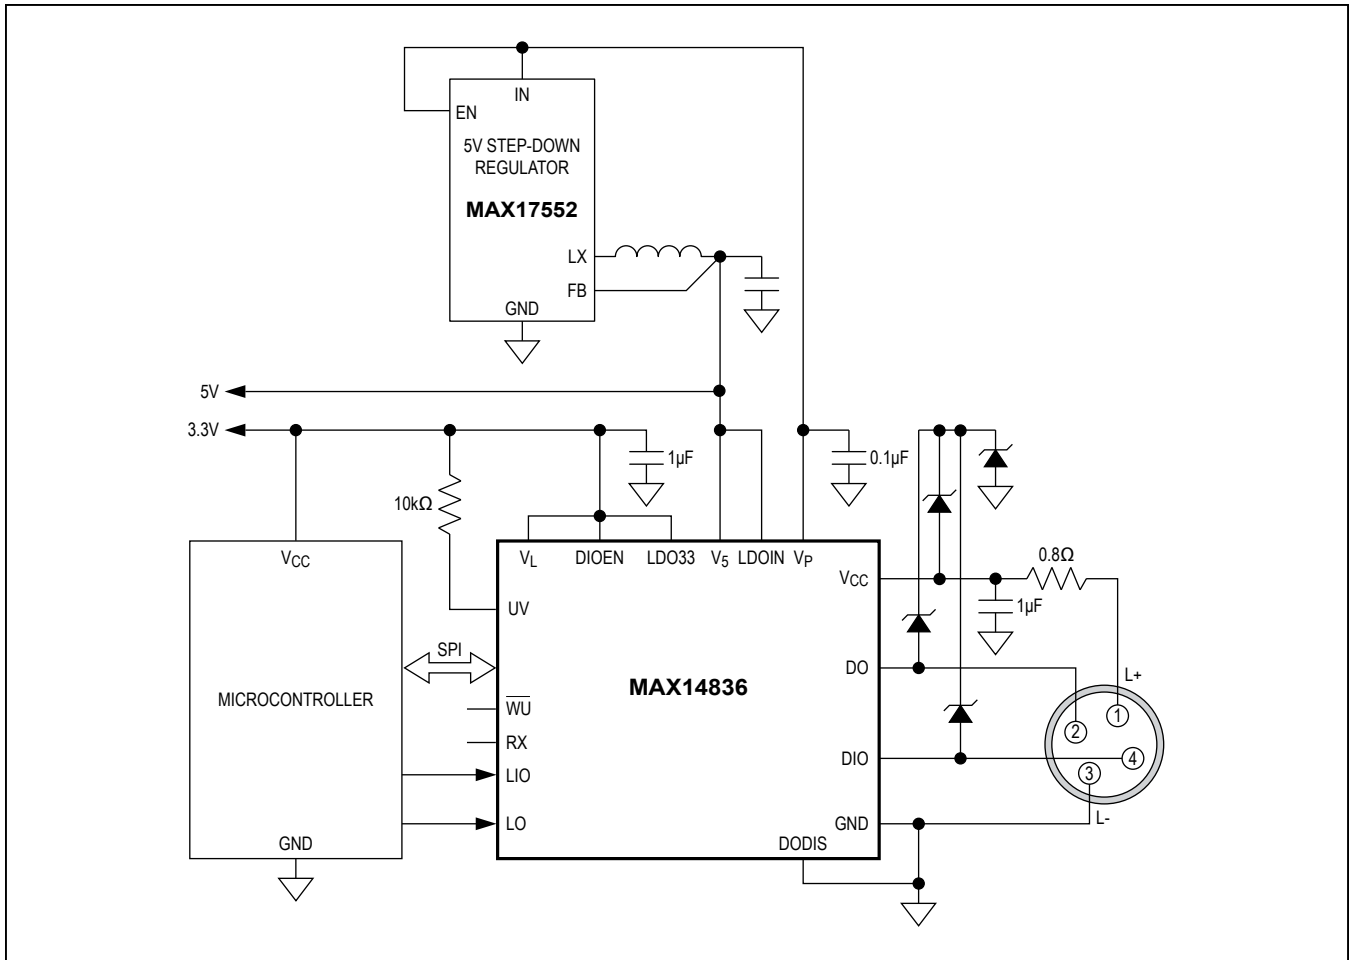 IN
EN
5V STEP-DOWN
REGULATOR
MAX17552
LX
FB
GND
5V
3.3V
1µF
0.1µF
10kΩ
VCC
VL
DIOEN
LDO33
V5
LDOIN
VP
VCC
0.8Ω
1µF
UV
SPI
MICROCONTROLLER
MAX14836
DO
L+
1
2
W̅U̅
RX
DIO
4
3
LIO
LO
GND
L-
GND
DODIS